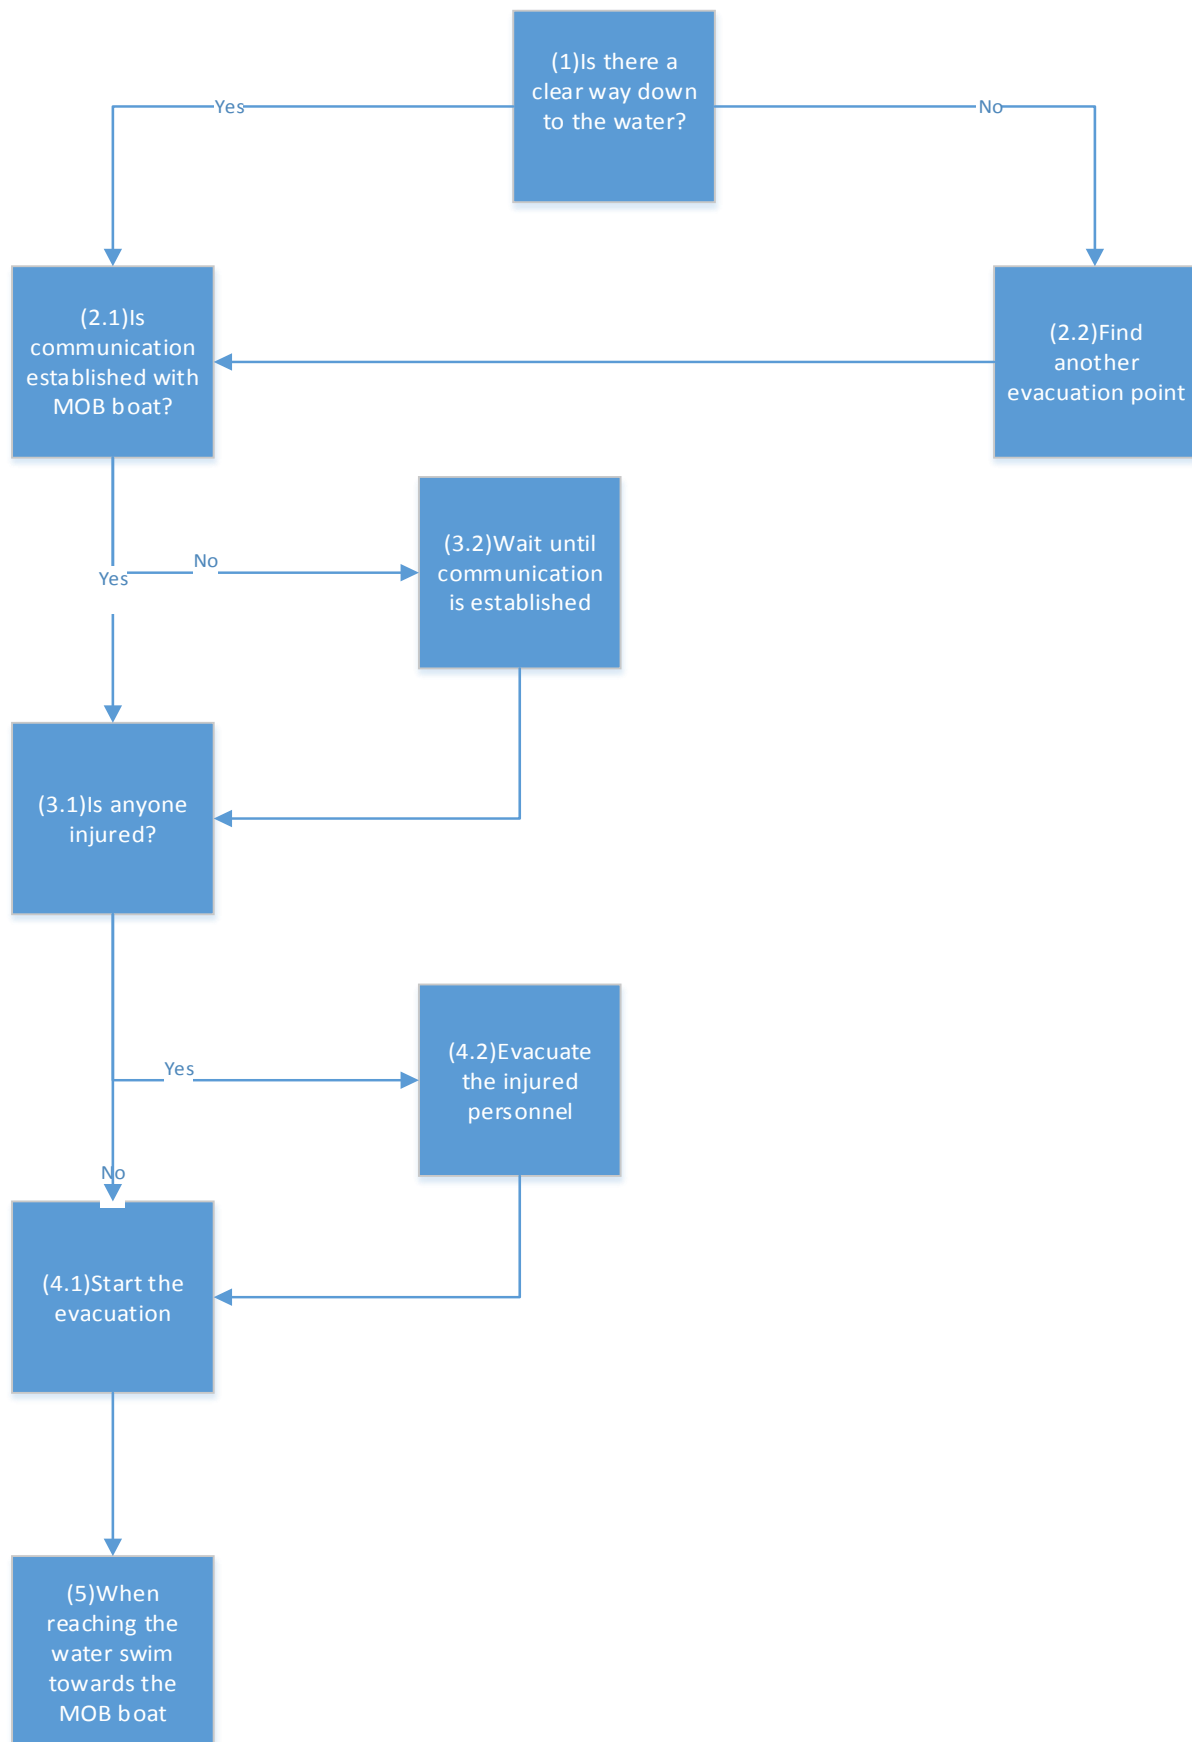 (1)Is there a
clear way down
to the water?
Yes
No
(2.1)Is
communication
established with
MOB boat?
(2.2)Find
another
evacuation point
(3.2)Wait until
communication
is established
No
Yes
(3.1)Is anyone
injured?
(4.2)Evacuate
the injured
personnel
Yes
No
(4.1)Start the
evacuation
(5)When
reaching the
water swim
towards the
MOB boat